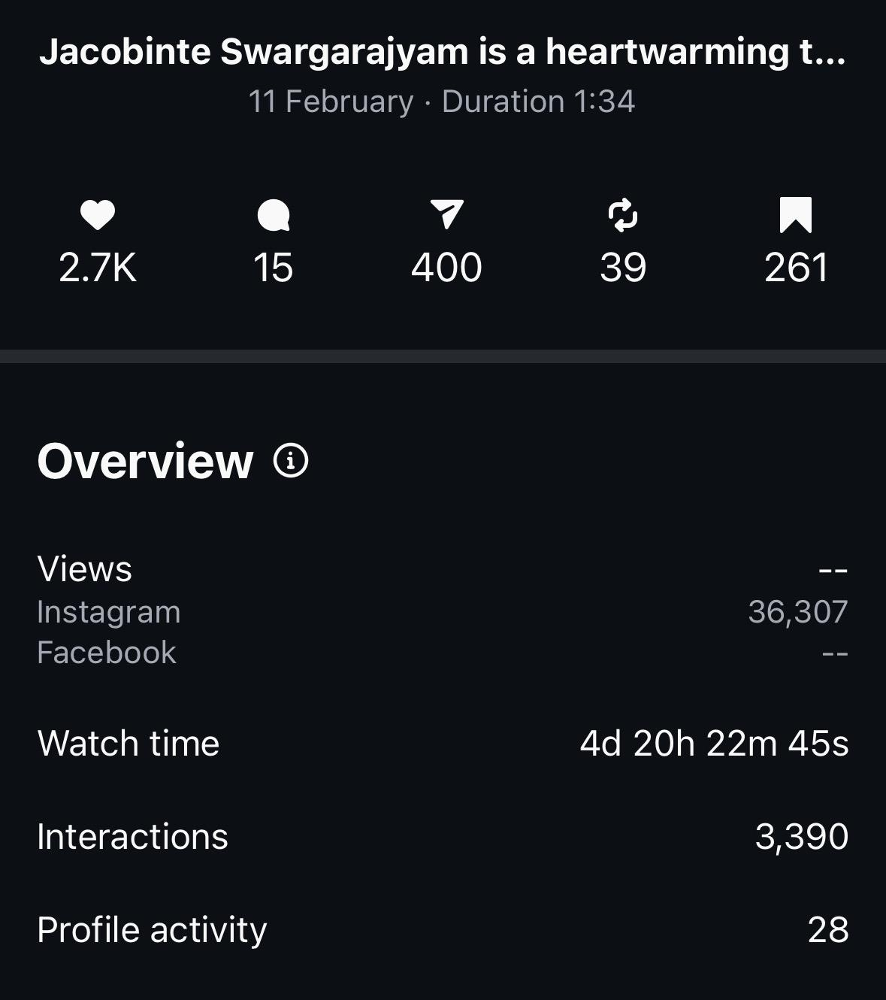 Jacobinte Swargarajyam is a heartwarming t...
11 February · Duration 1:34
2.7K 15 400 39 261
Overview
Views --
Instagram 36,307
Facebook --
Watch time 4d 20h 22m 45s
Interactions 3,390
Profile activity 28